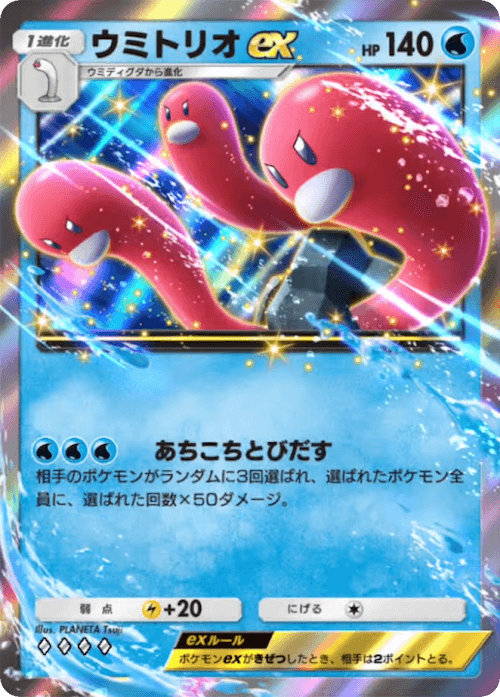 1進化 ウミトリオex HP 140
ウミディグダから進化
あちこちとびだす
相手のポケモンがランダムに3回選ばれ、選ばれたポケモン全
員に、選ばれた回数×50ダメージ。
弱点 +20 にげる
Illus. PLANETA Tsuji
exルール
ポケモンexがきぜつしたとき、相手は2ポイントとる。